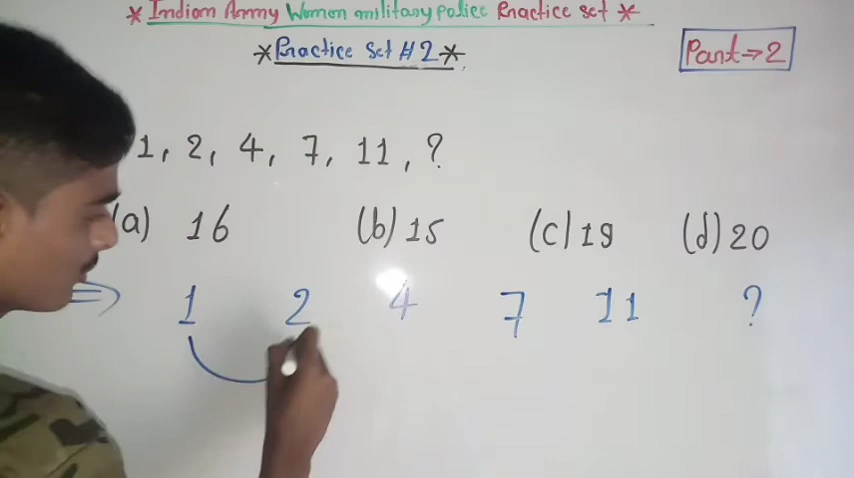 * Indian Army Women military police Practice set *
*Practice Set #2*
Part→2
1, 2, 4, 7, 11, ?
(a) 16 (b) 15 (c) 19 (d) 20
⇒ 1 2 4 7 11 ?